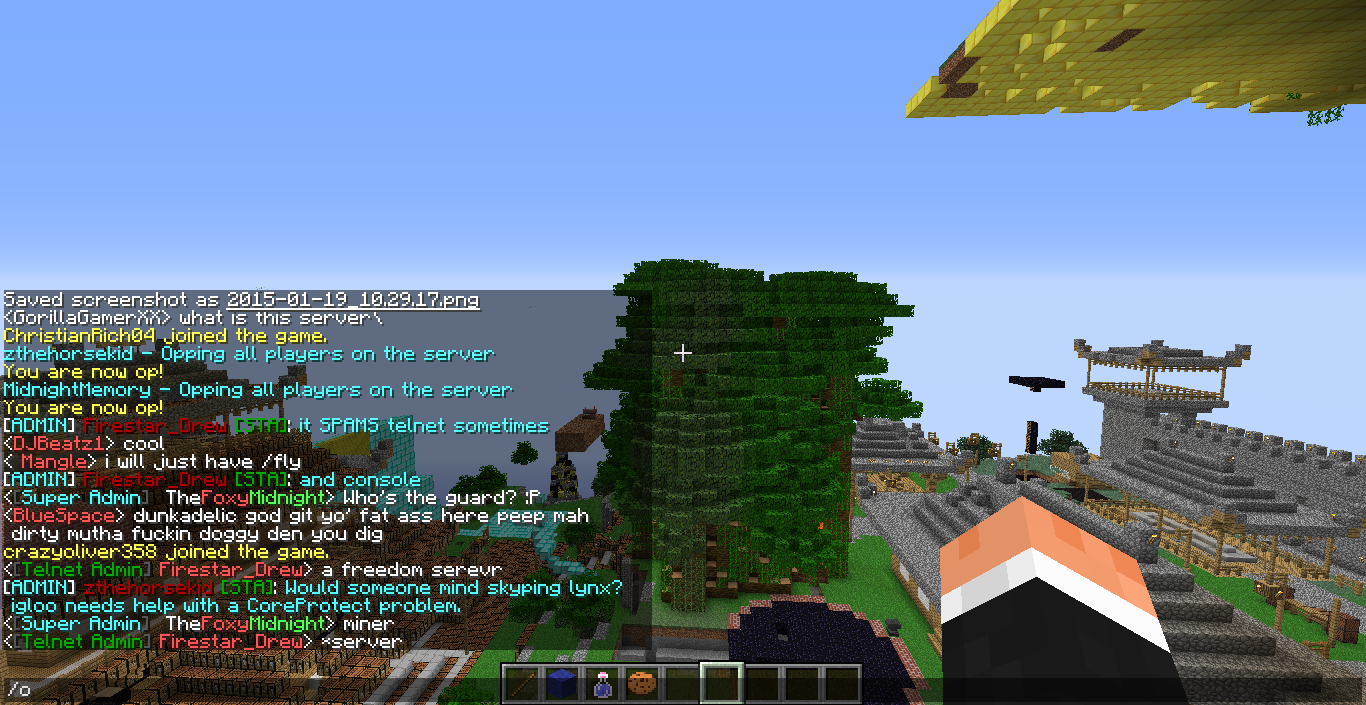 Saved screenshot as 2015-01-19_10.29.17.png
<GorillaGamerXX> what is this server\
ChristianRich04 joined the game.
zthehorsekid - Opping all players on the server
You are now op!
MidnightMemory - Opping all players on the server
You are now op!
[ADMIN] Firestar_Drew [STA]: it SPAMS telnet sometimes
<DJBeatz1> cool
< Mangle> i will just have /fly
[ADMIN] Firestar_Drew [STA]: and console
<[Super Admin] TheFoxyMidnight> Who's the guard? :P
<BlueSpace> dunkadelic god git yo' fat ass here peep mah
dirty mutha fuckin doggy den you dig
crazyoliver358 joined the game.
<[Telnet Admin] Firestar_Drew> a freedom serevr
[ADMIN] zthehorsekid [STA]: Would someone mind skyping lynx?
igloo needs help with a CoreProtect problem.
<[Super Admin] TheFoxyMidnight> miner
<[Telnet Admin] Firestar_Drew> *server
/o